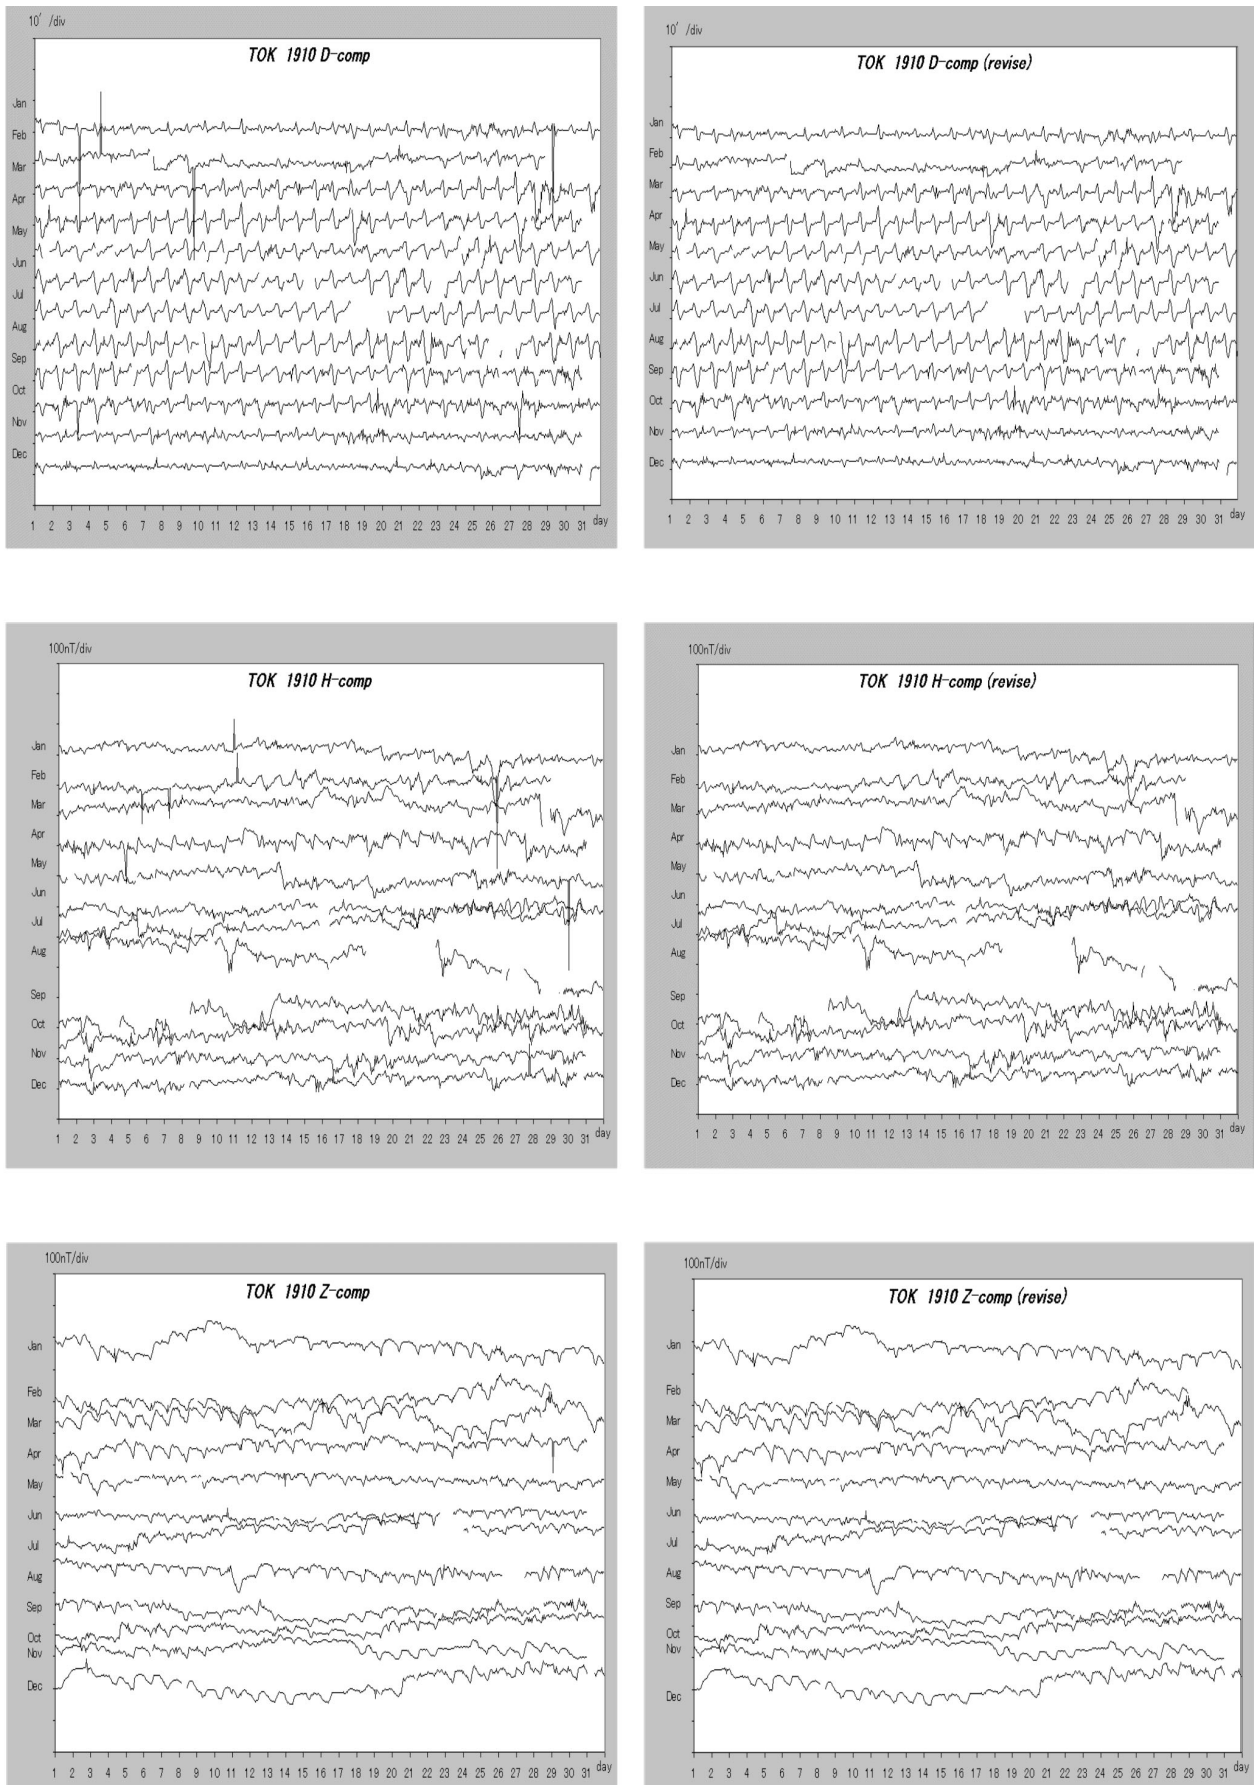 10′ /div
TOK 1910 D-comp
Jan
Feb
Mar
Apr
May
Jun
Jul
Aug
Sep
Oct
Nov
Dec
1 2 3 4 5 6 7 8 9 10 11 12 13 14 15 16 17 18 19 20 21 22 23 24 25 26 27 28 29 30 31 day
10′ /div
TOK 1910 D-comp (revise)
Jan
Feb
Mar
Apr
May
Jun
Jul
Aug
Sep
Oct
Nov
Dec
1 2 3 4 5 6 7 8 9 10 11 12 13 14 15 16 17 18 19 20 21 22 23 24 25 26 27 28 29 30 31 day
100nT/div
TOK 1910 H-comp
Jan
Feb
Mar
Apr
May
Jun
Jul
Aug
Sep
Oct
Nov
Dec
1 2 3 4 5 6 7 8 9 10 11 12 13 14 15 16 17 18 19 20 21 22 23 24 25 26 27 28 29 30 31 day
100nT/div
TOK 1910 H-comp (revise)
Jan
Feb
Mar
Apr
May
Jun
Jul
Aug
Sep
Oct
Nov
Dec
1 2 3 4 5 6 7 8 9 10 11 12 13 14 15 16 17 18 19 20 21 22 23 24 25 26 27 28 29 30 31 day
100nT/div
TOK 1910 Z-comp
Jan
Feb
Mar
Apr
May
Jun
Jul
Aug
Sep
Oct
Nov
Dec
1 2 3 4 5 6 7 8 9 10 11 12 13 14 15 16 17 18 19 20 21 22 23 24 25 26 27 28 29 30 31 day
100nT/div
TOK 1910 Z-comp (revise)
Jan
Feb
Mar
Apr
May
Jun
Jul
Aug
Sep
Oct
Nov
Dec
1 2 3 4 5 6 7 8 9 10 11 12 13 14 15 16 17 18 19 20 21 22 23 24 25 26 27 28 29 30 31 day